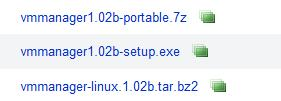 vmmanager1.02b-portable.7z
vmmanager1.02b-setup.exe
vmmanager-linux.1.02b.tar.bz2